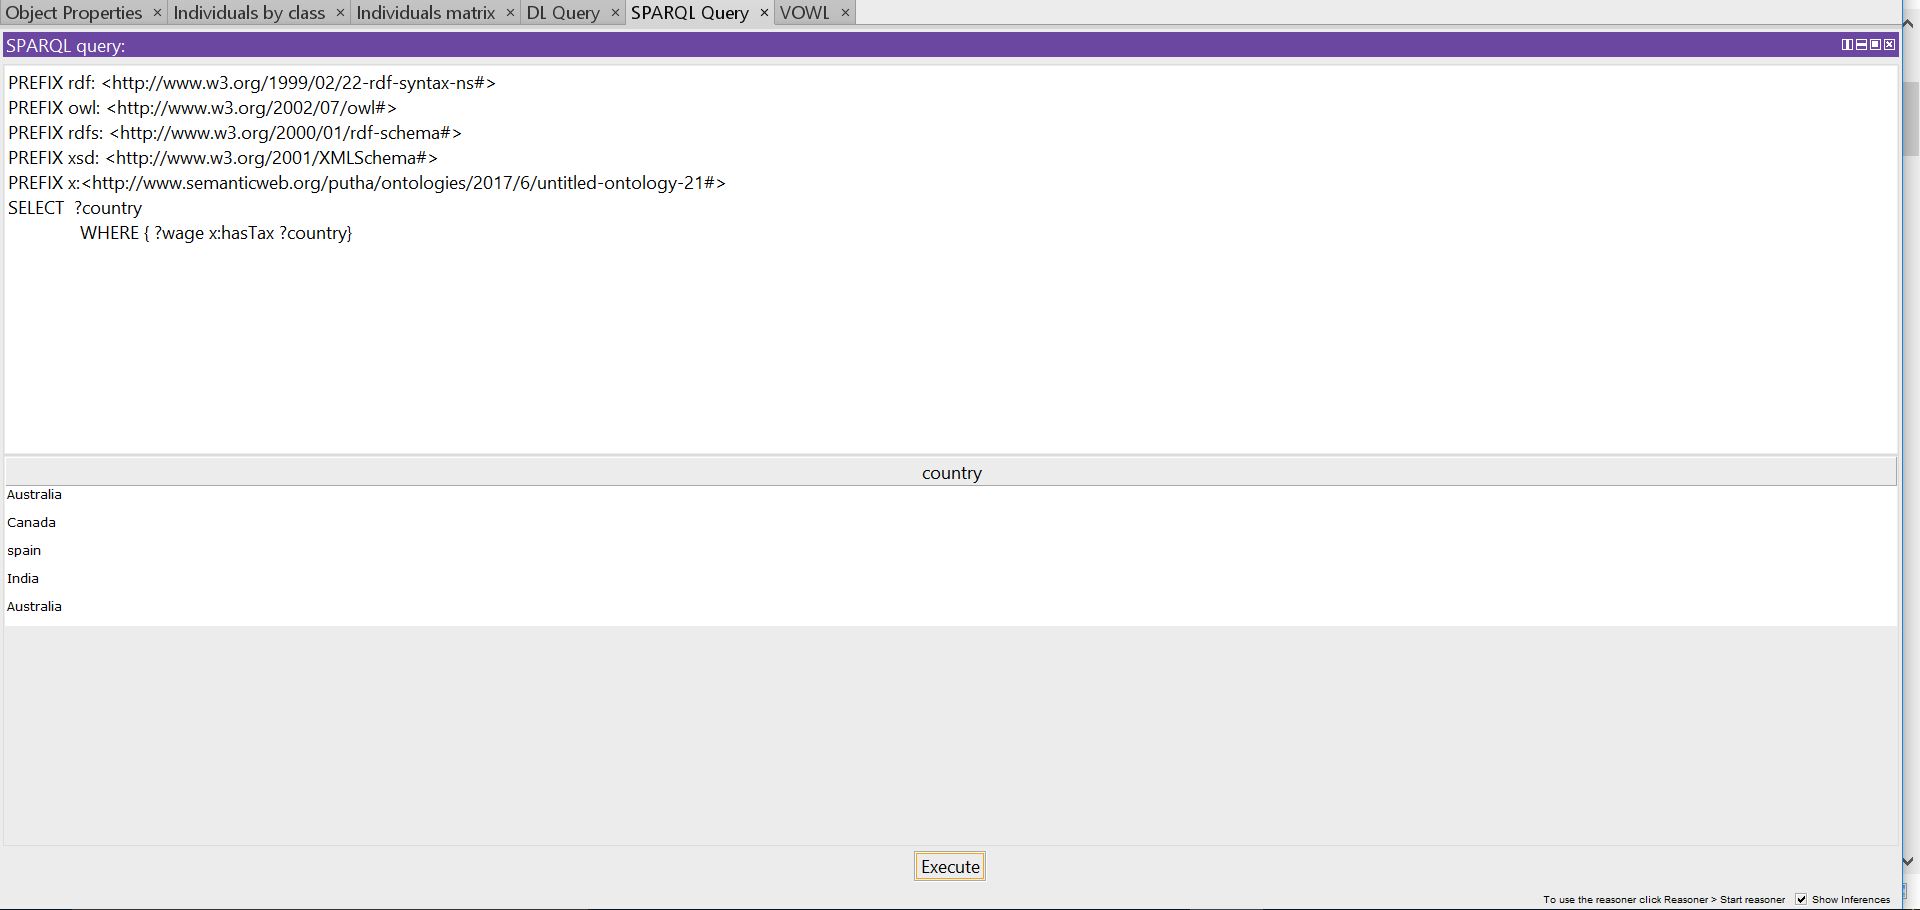 Object Properties × Individuals by class × Individuals matrix × DL Query × SPARQL Query × VOWL ×
SPARQL query:
PREFIX rdf: <http://www.w3.org/1999/02/22-rdf-syntax-ns#>
PREFIX owl: <http://www.w3.org/2002/07/owl#>
PREFIX rdfs: <http://www.w3.org/2000/01/rdf-schema#>
PREFIX xsd: <http://www.w3.org/2001/XMLSchema#>
PREFIX x:<http://www.semanticweb.org/putha/ontologies/2017/6/untitled-ontology-21#>
SELECT ?country
WHERE { ?wage x:hasTax ?country}
country
Australia
Canada
spain
India
Australia
Execute
To use the reasoner click Reasoner > Start reasoner Show Inferences